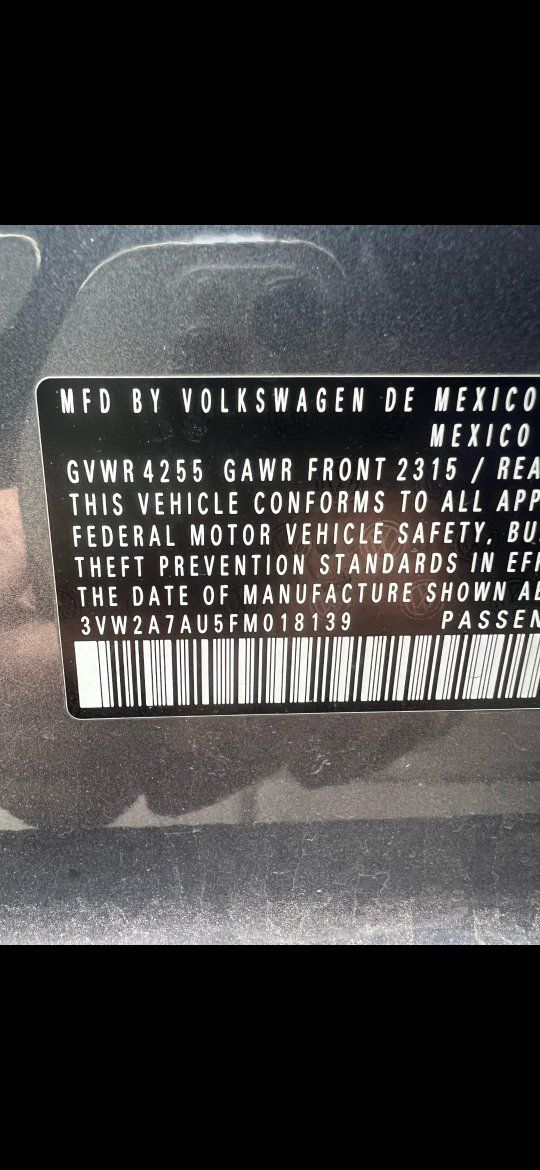 MFD BY VOLKSWAGEN DE MEXICO
MEXICO
GVWR 4255 GAWR FRONT 2315 /
THIS VEHICLE CONFORMS TO ALL
FEDERAL MOTOR VEHICLE SAFETY,
THEFT PREVENTION STANDARDS IN
THE DATE OF MANUFACTURE SHOWN
3VW2A7AU5FM018139